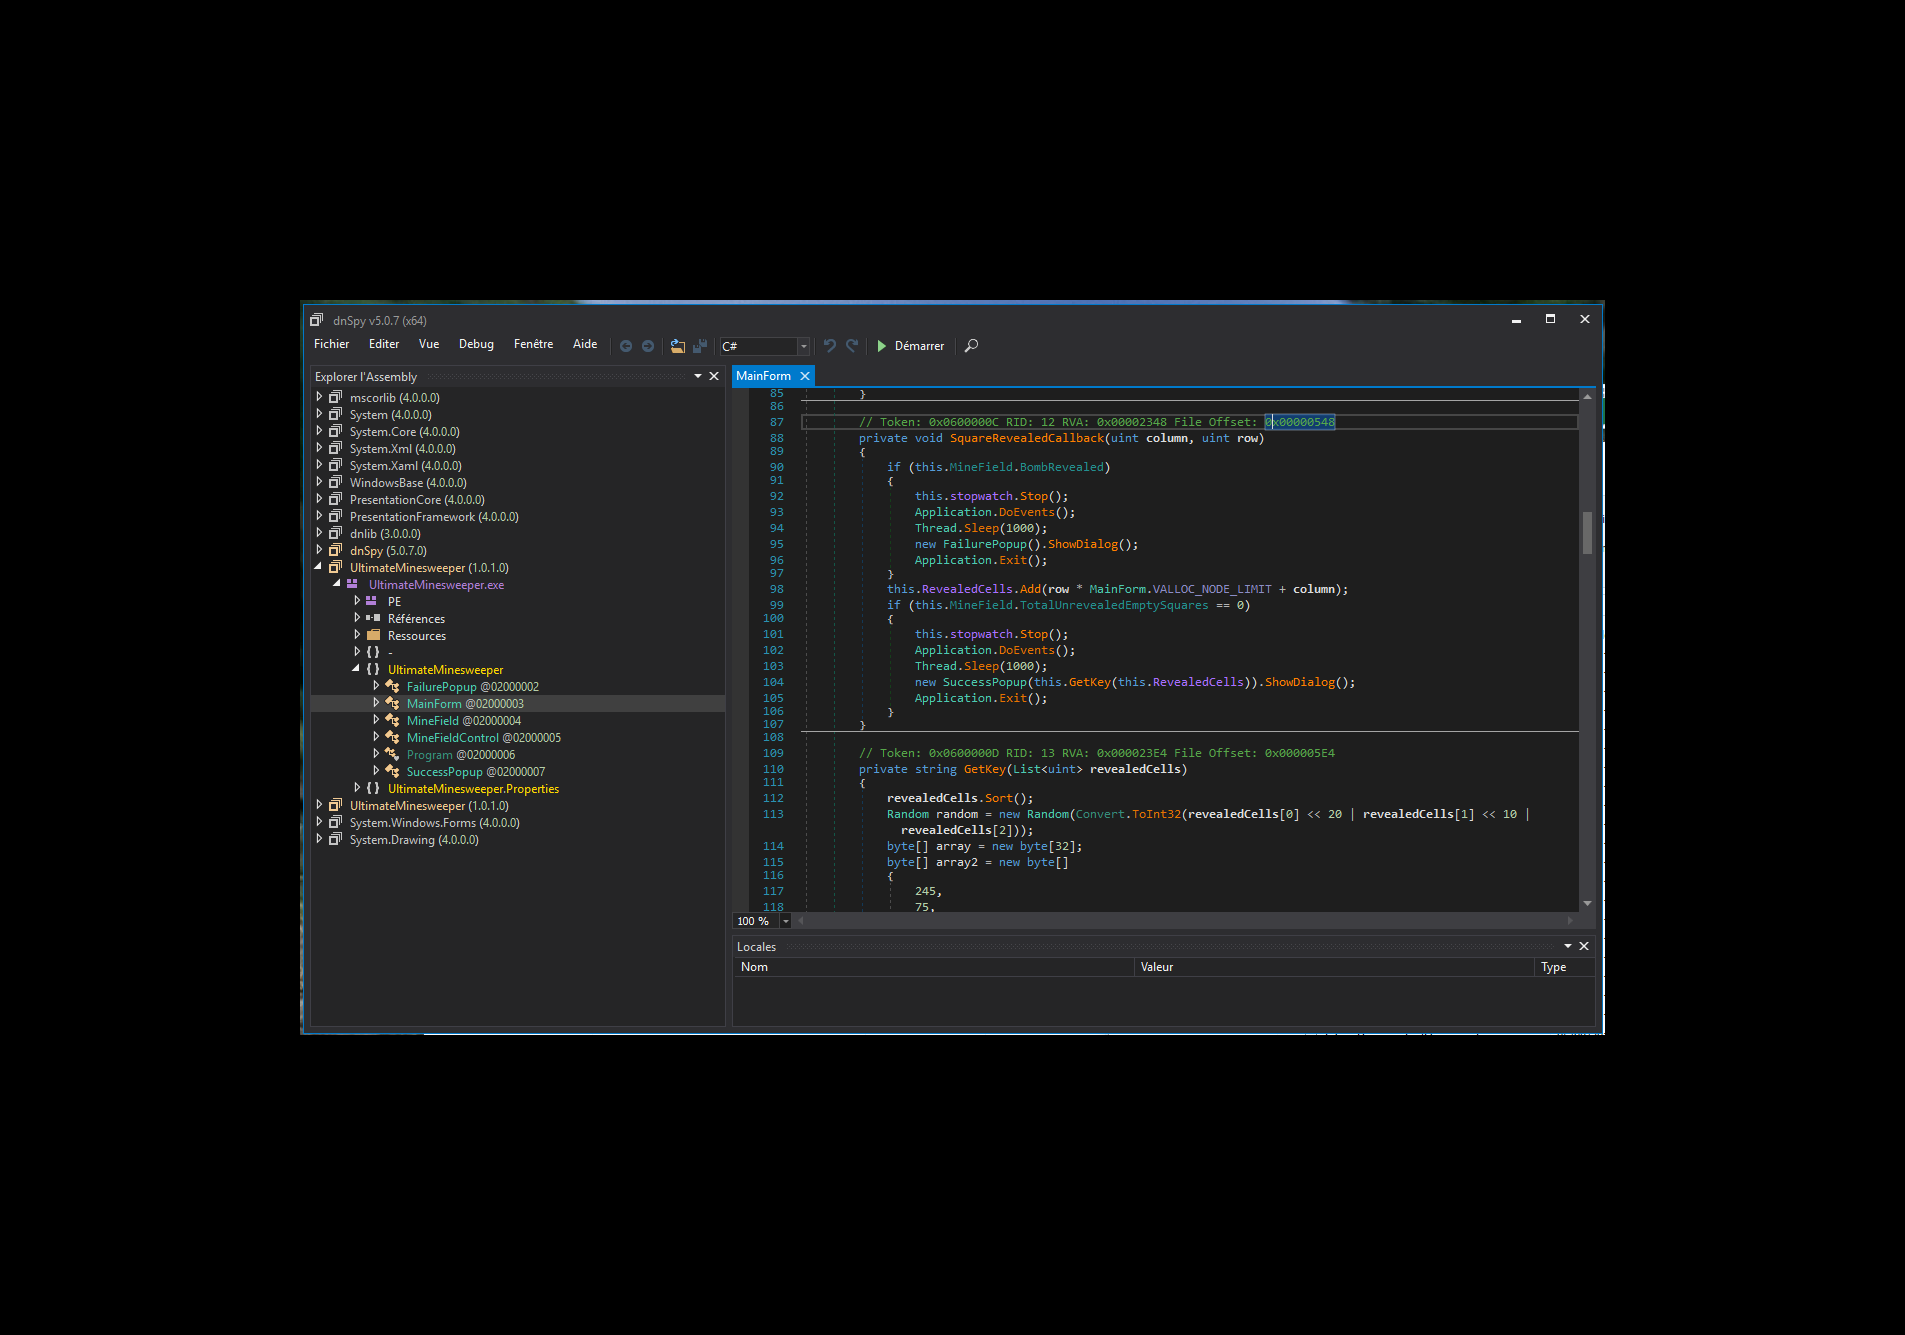 dnSpy v5.0.7 (x64)
Fichier Editer Vue Debug Fenêtre Aide C# Démarrer
Explorer l'Assembly
mscorlib (4.0.0.0)
System (4.0.0.0)
System.Core (4.0.0.0)
System.Xml (4.0.0.0)
System.Xaml (4.0.0.0)
WindowsBase (4.0.0.0)
PresentationCore (4.0.0.0)
PresentationFramework (4.0.0.0)
dnlib (3.0.0.0)
dnSpy (5.0.7.0)
UltimateMinesweeper (1.0.1.0)
UltimateMinesweeper.exe
PE
Références
Ressources
{ } -
{ } UltimateMinesweeper
FailurePopup @02000002
MainForm @02000003
MineField @02000004
MineFieldControl @02000005
Program @02000006
SuccessPopup @02000007
{ } UltimateMinesweeper.Properties
UltimateMinesweeper (1.0.1.0)
System.Windows.Forms (4.0.0.0)
System.Drawing (4.0.0.0)
MainForm
85 }
86
87 // Token: 0x0600000C RID: 12 RVA: 0x00002348 File Offset: 0x00000548
88 private void SquareRevealedCallback(uint column, uint row)
89 {
90 if (this.MineField.BombRevealed)
91 {
92 this.stopwatch.Stop();
93 Application.DoEvents();
94 Thread.Sleep(1000);
95 new FailurePopup().ShowDialog();
96 Application.Exit();
97 }
98 this.RevealedCells.Add(row * MainForm.VALLOC_NODE_LIMIT + column);
99 if (this.MineField.TotalUnrevealedEmptySquares == 0)
100 {
101 this.stopwatch.Stop();
102 Application.DoEvents();
103 Thread.Sleep(1000);
104 new SuccessPopup(this.GetKey(this.RevealedCells)).ShowDialog();
105 Application.Exit();
106 }
107 }
108
109 // Token: 0x0600000D RID: 13 RVA: 0x000023E4 File Offset: 0x000005E4
110 private string GetKey(List<uint> revealedCells)
111 {
112 revealedCells.Sort();
113 Random random = new Random(Convert.ToInt32(revealedCells[0] << 20 | revealedCells[1] << 10 |
revealedCells[2]));
114 byte[] array = new byte[32];
115 byte[] array2 = new byte[]
116 {
117 245,
118 75,
100 %
Locales
Nom Valeur Type